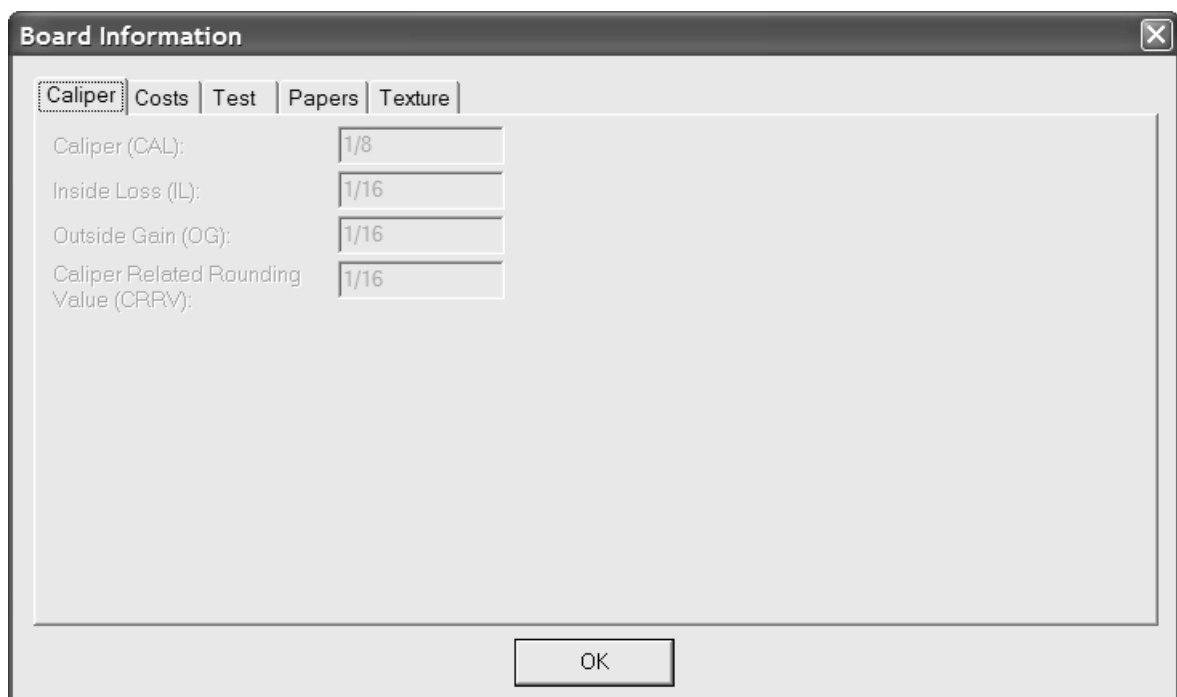 Board Information
Caliper Costs Test Papers Texture
Caliper (CAL): 1/8
Inside Loss (IL): 1/16
Outside Gain (OG): 1/16
Caliper Related Rounding 1/16
Value (CRRV):
OK